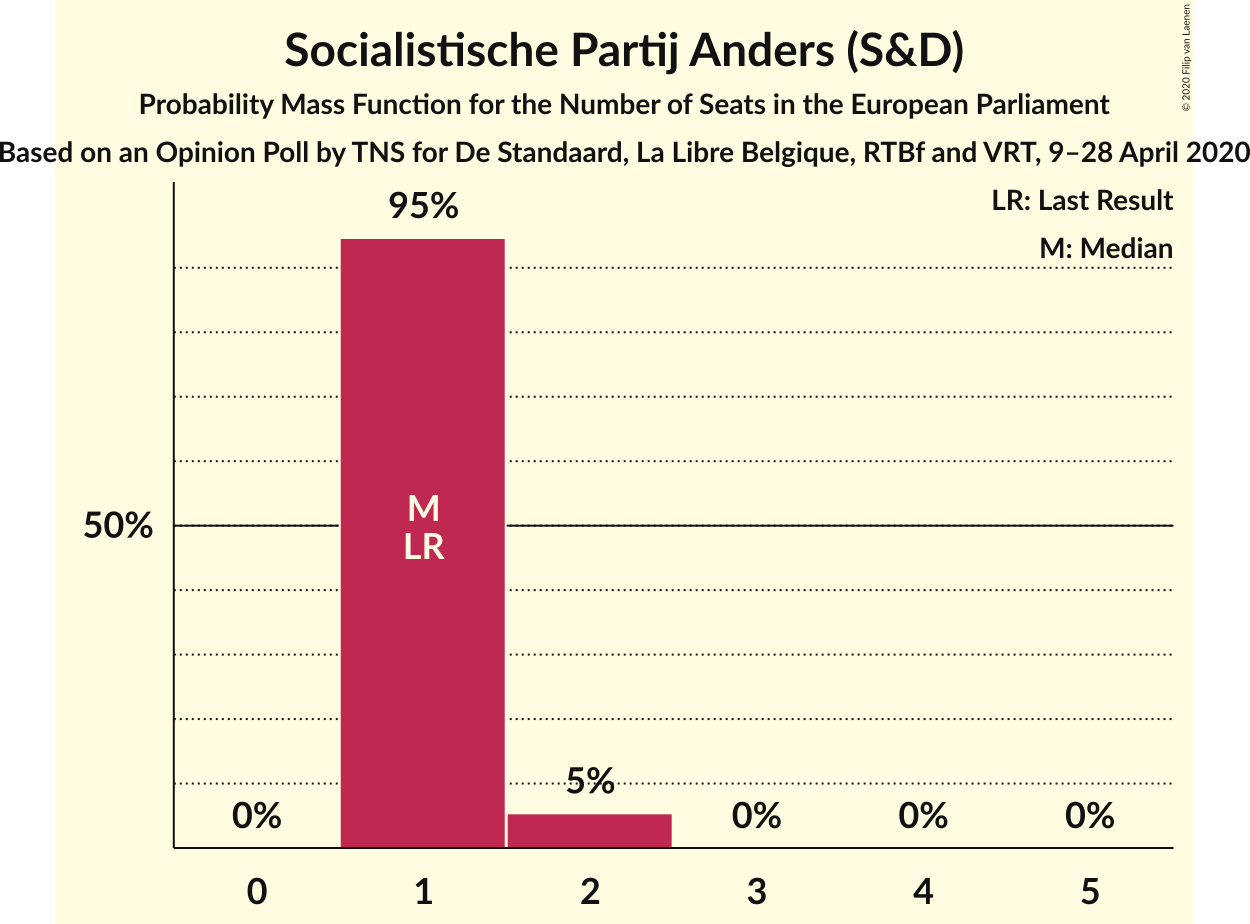 Socialistische Partij Anders (S&D)
© 2020 Filip van Laenen
Probability Mass Function for the Number of Seats in the European Parliament
Based on an Opinion Poll by TNS for De Standaard, La Libre Belgique, RTBf and VRT, 9–28 April 2020
LR: Last Result
M: Median
95%
50%
M
LR
0%
5%
0%
0%
0%
0 1 2 3 4 5